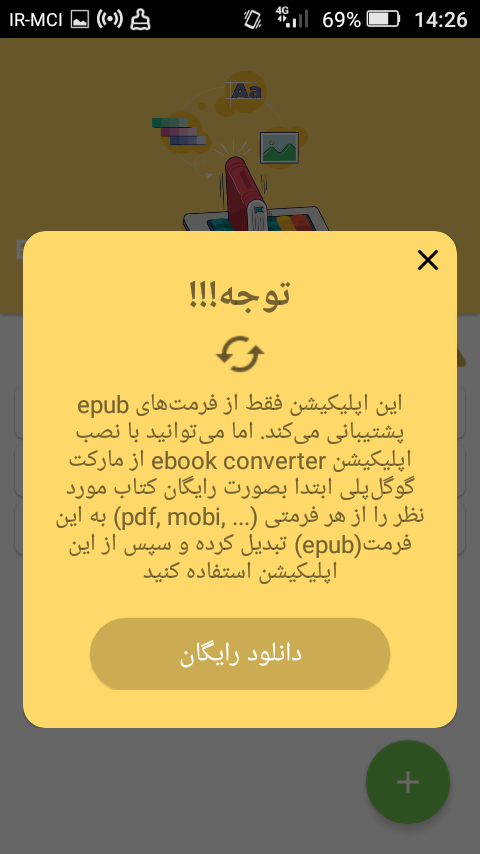 IR-MCI 4G 69% 14:26
Aa
توجه!!!
این اپلیکیشن فقط از فرمت‌های epub
پشتیبانی می‌کند. اما می‌توانید با نصب
اپلیکیشن ebook converter از مارکت
گوگل‌پلی ابتدا بصورت رایگان کتاب مورد
نظر را از هر فرمتی (pdf, mobi, ...) به این
فرمت(epub) تبدیل کرده و سپس از این
اپلیکیشن استفاده کنید
دانلود رایگان